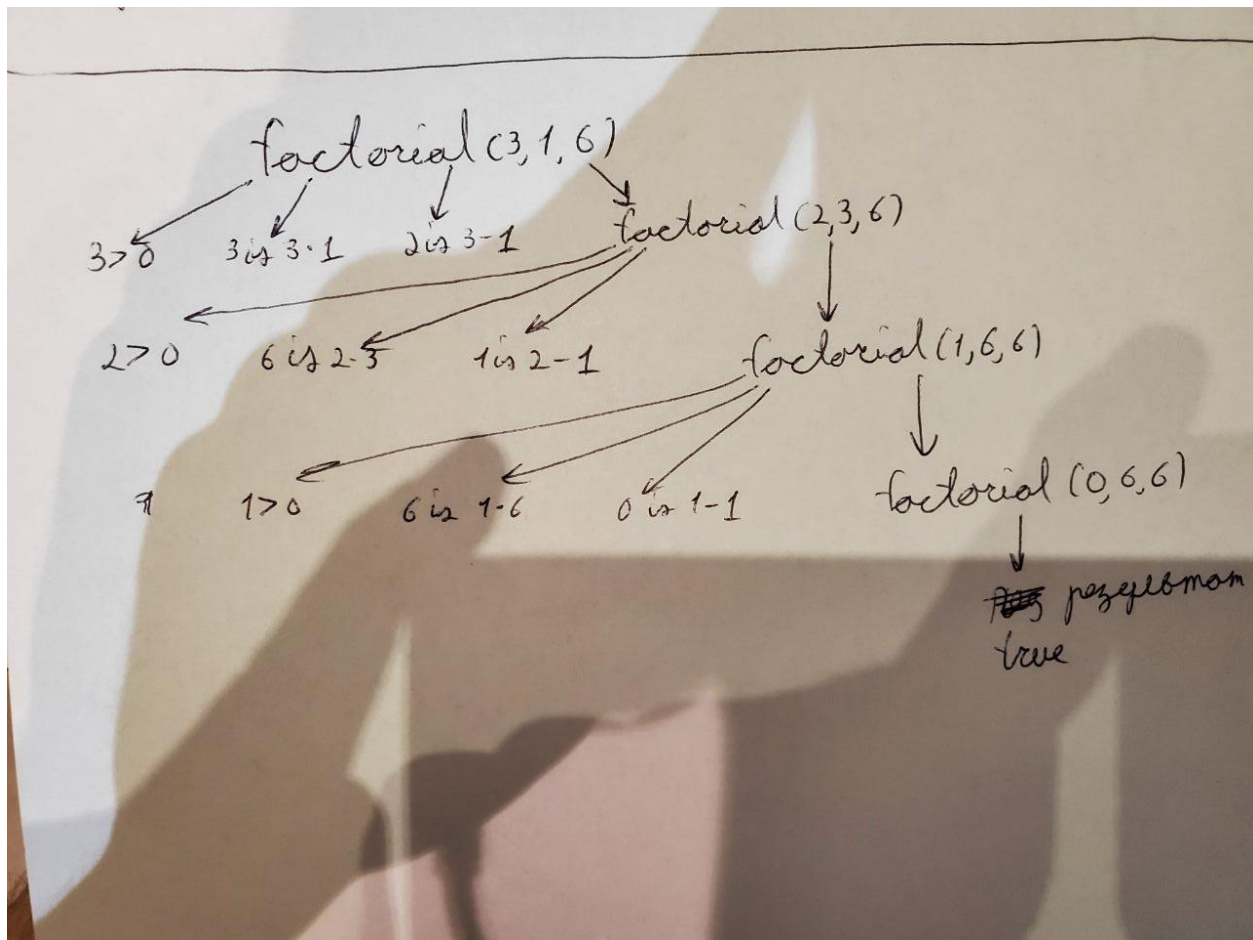 factorial (3, 1, 6)
3>0 3 is 3·1 2 is 3-1 factorial (2, 3, 6)
2>0 6 is 2·3 1 is 2-1 factorial (1, 6, 6)
1>0 6 is 1·6 0 is 1-1 factorial (0, 6, 6)
результат
true